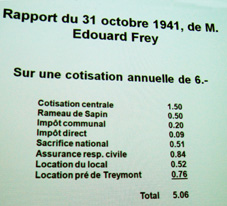 Rapport du 31 octobre 1941, de M.
Edouard Frey
Sur une cotisation annuelle de 6.-
Cotisation centrale 1.50
Rameau de Sapin 0.50
Impôt communal 0.20
Impôt direct 0.09
Sacrifice national 0.51
Assurance resp. civile 0.84
Location du local 0.52
Location pré de Treymont 0.76
Total 5.06